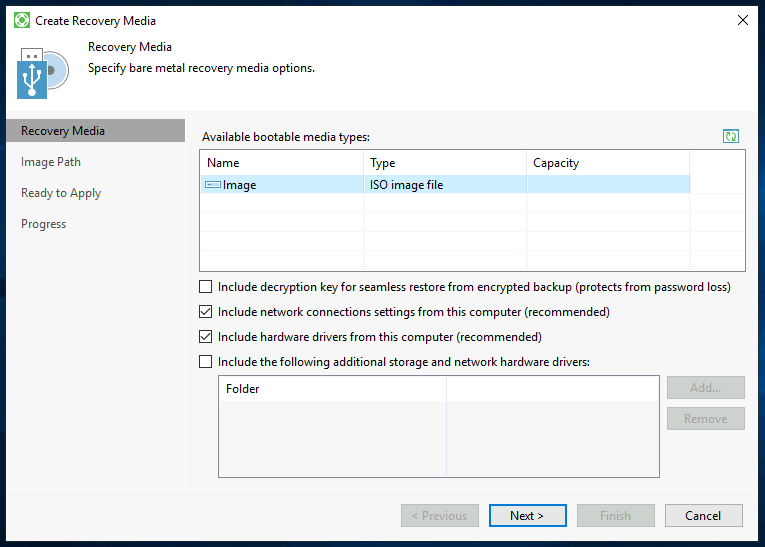 Create Recovery Media
Recovery Media
Specify bare metal recovery media options.
Recovery Media
Image Path
Ready to Apply
Progress
Available bootable media types:
Name Type Capacity
Image ISO image file
Include decryption key for seamless restore from encrypted backup (protects from password loss)
Include network connections settings from this computer (recommended)
Include hardware drivers from this computer (recommended)
Include the following additional storage and network hardware drivers:
Folder
Add...
Remove
< Previous Next > Finish Cancel